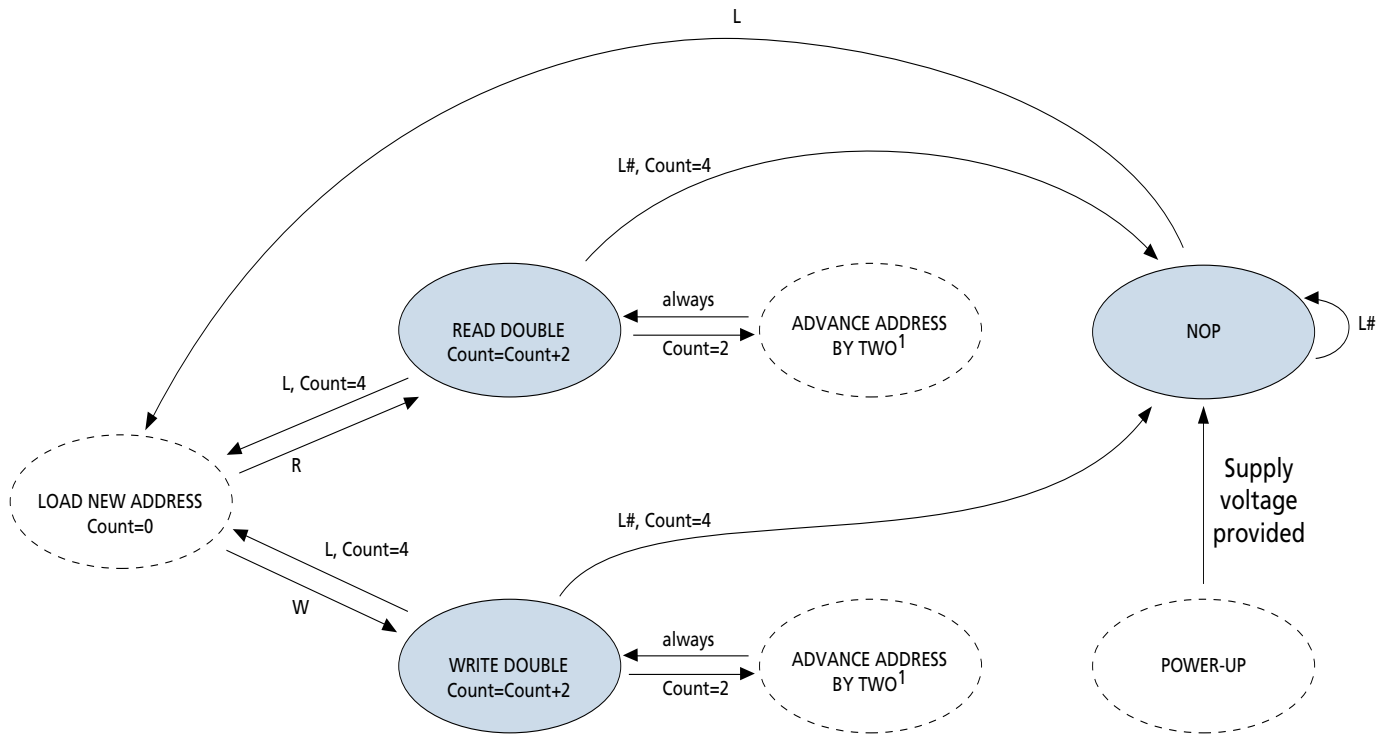 L
L#, Count=4
always
READ DOUBLE
Count=Count+2
Count=2
ADVANCE ADDRESS
BY TWO1
NOP
L#
L, Count=4
R
LOAD NEW ADDRESS
Count=0
Supply
voltage
provided
L#, Count=4
L, Count=4
W
always
WRITE DOUBLE
Count=Count+2
Count=2
ADVANCE ADDRESS
BY TWO1
POWER-UP